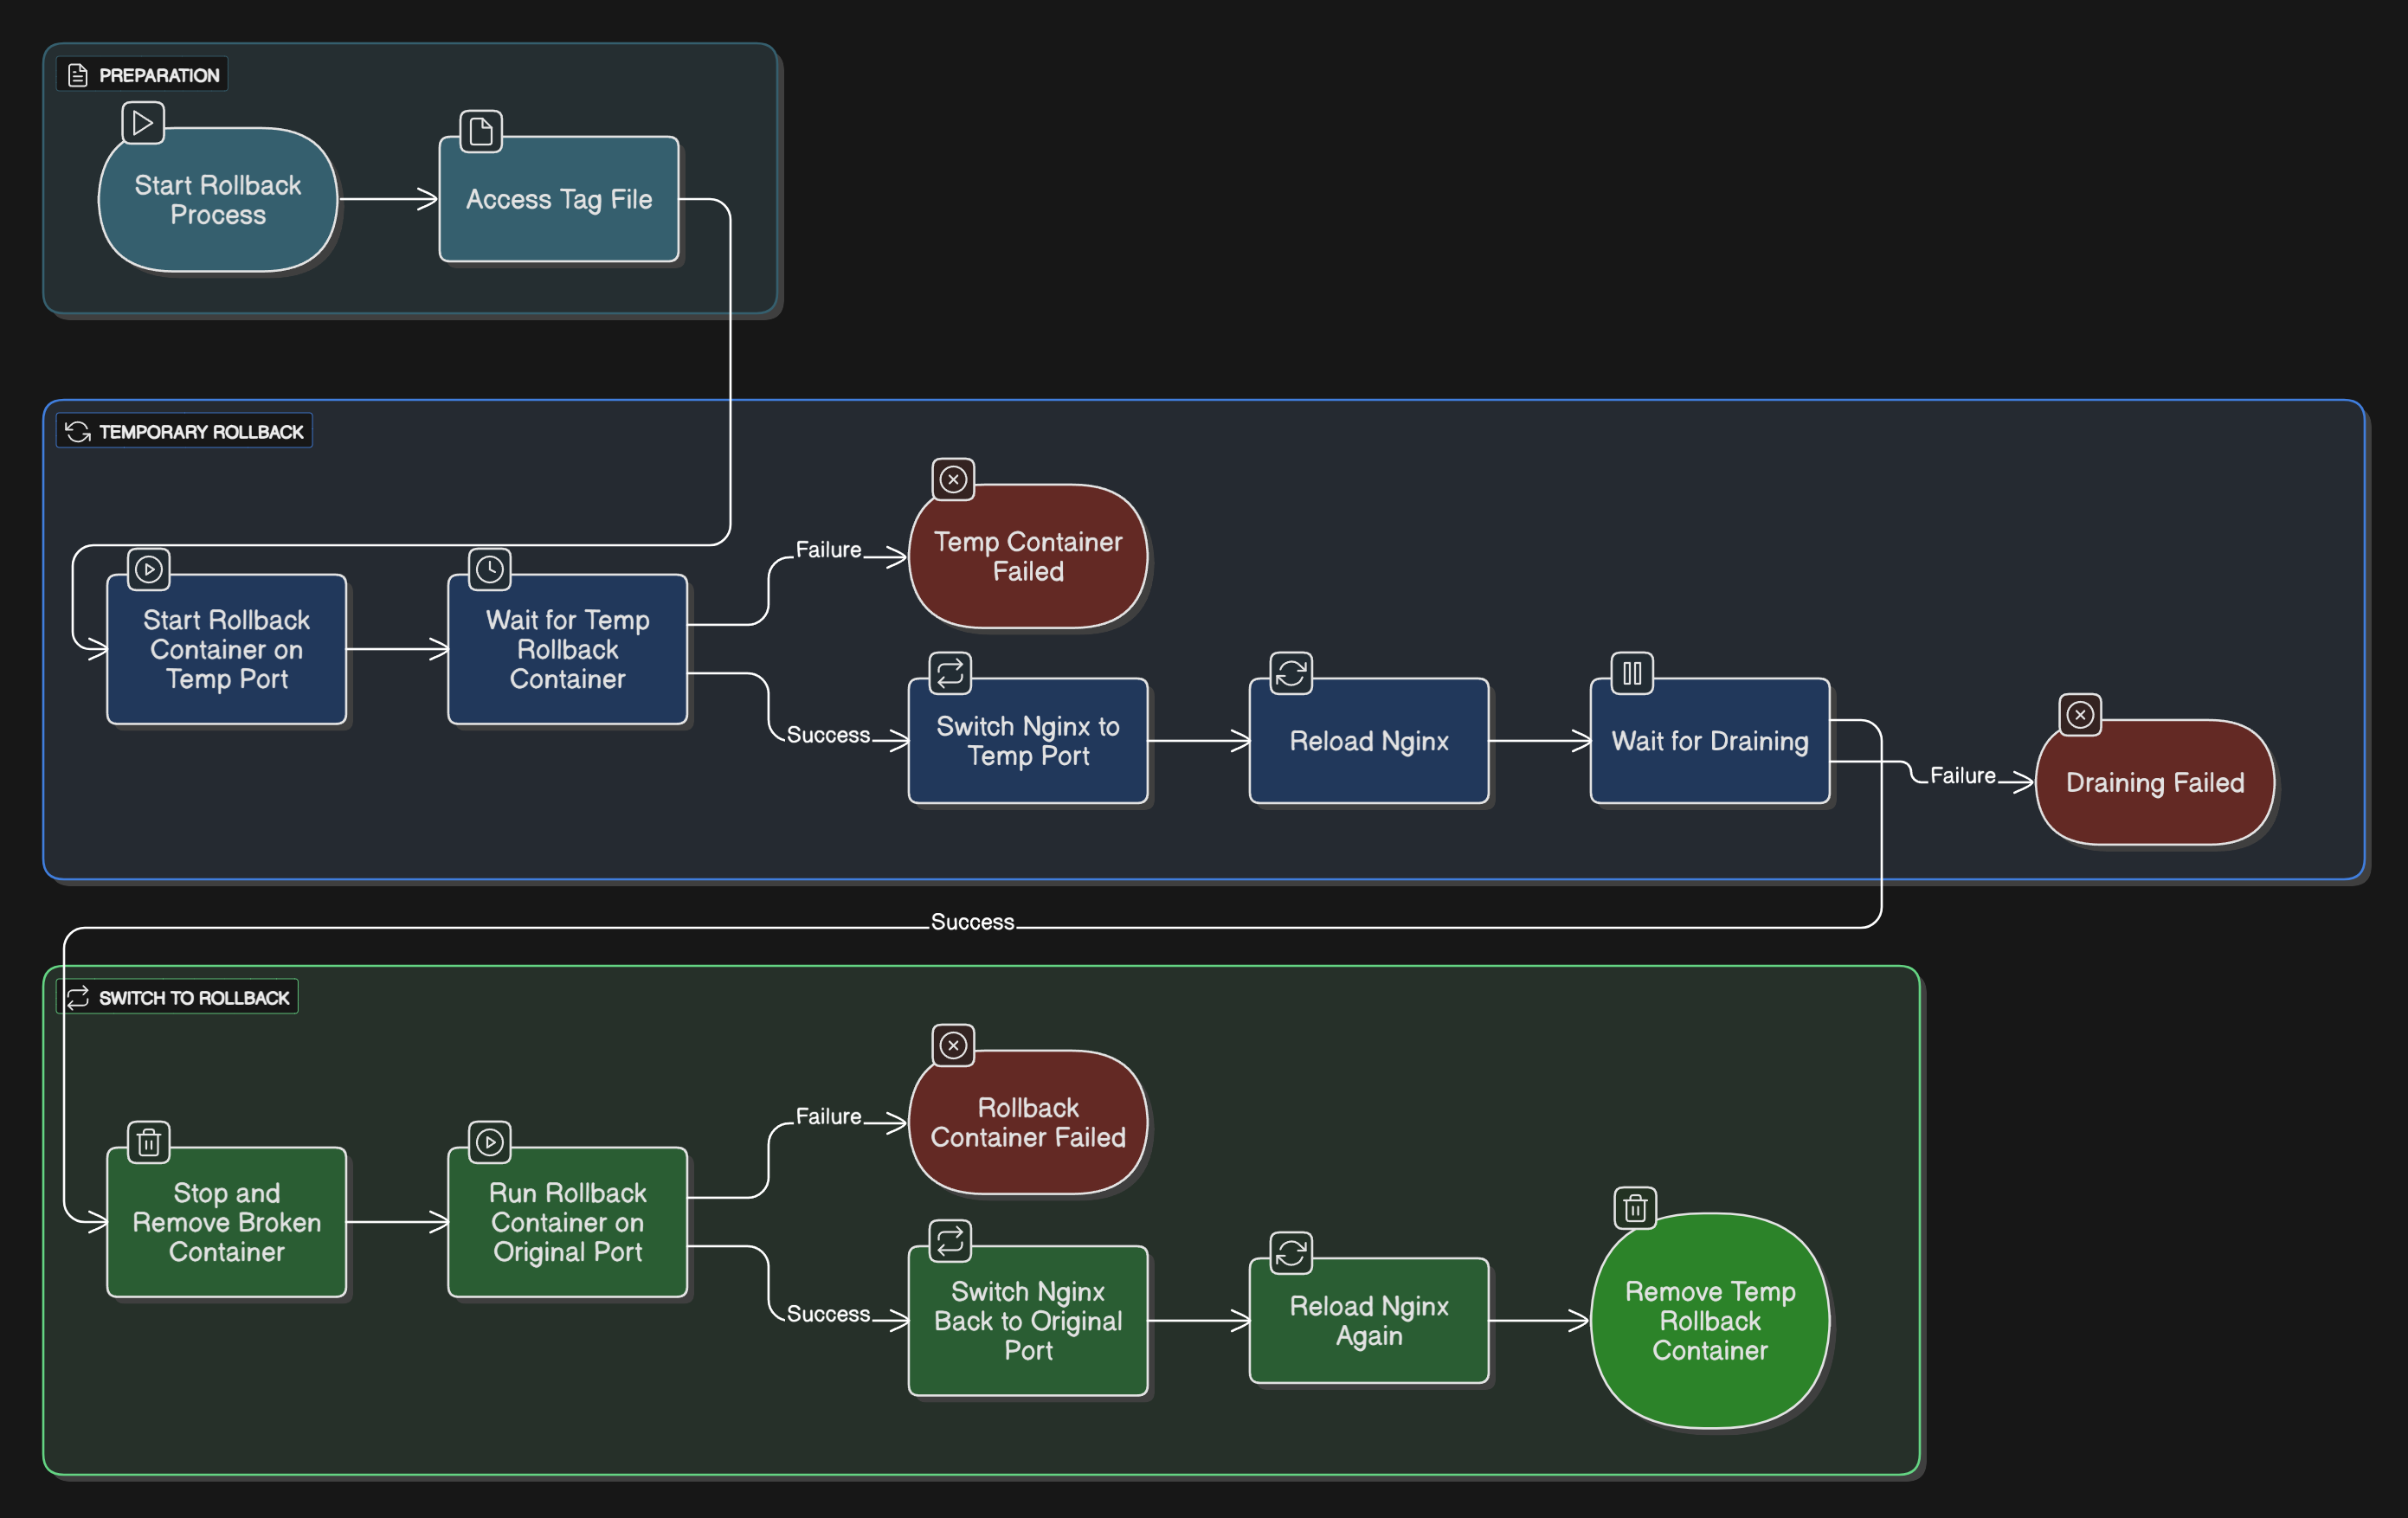 PREPARATION
Start Rollback
Process
Access Tag File
TEMPORARY ROLLBACK
Start Rollback
Container on
Temp Port
Wait for Temp
Rollback
Container
Failure
Temp Container
Failed
Success
Switch Nginx to
Temp Port
Reload Nginx
Wait for Draining
Failure
Draining Failed
Success
SWITCH TO ROLLBACK
Stop and
Remove Broken
Container
Run Rollback
Container on
Original Port
Failure
Rollback
Container Failed
Success
Switch Nginx
Back to Original
Port
Reload Nginx
Again
Remove Temp
Rollback
Container